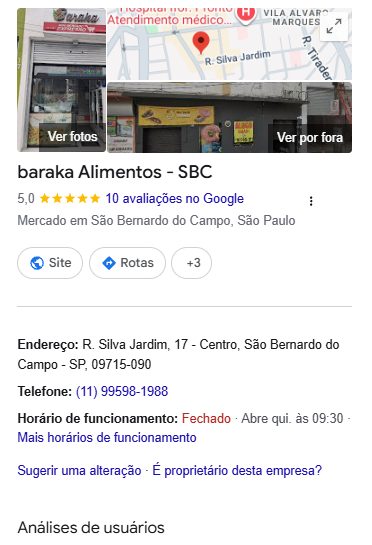 Baraka
Hospital Ifor: Pronto
Atendimento médico...
VILA ALVARO
MARQUES
R. Silva Jardim
R. Tirade
Ver fotos
Ver por fora
baraka Alimentos - SBC
5,0 ★★★★★ 10 avaliações no Google
Mercado em São Bernardo do Campo, São Paulo
Site
Rotas
+3
Endereço: R. Silva Jardim, 17 - Centro, São Bernardo do
Campo - SP, 09715-090
Telefone: (11) 99598-1988
Horário de funcionamento: Fechado · Abre qui. às 09:30 ·
Mais horários de funcionamento
Sugerir uma alteração · É proprietário desta empresa?
Análises de usuários